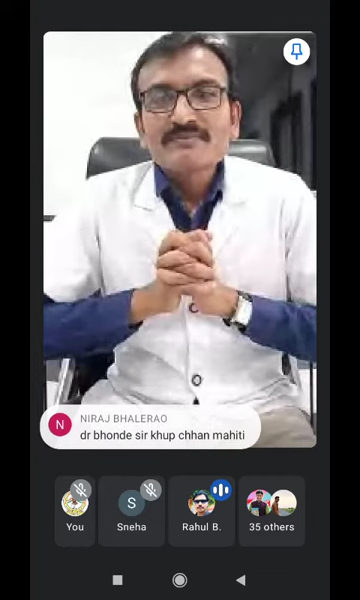 NIRAJ BHALERAO
N
dr bhonde sir khup chhan mahiti
S
You
Sneha
Rahul B.
35 others